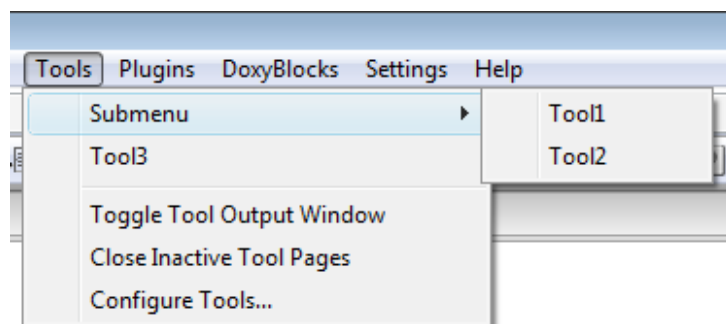 Tools Plugins DoxyBlocks Settings Help
Submenu Tool1
Tool3 Tool2
Toggle Tool Output Window
Close Inactive Tool Pages
Configure Tools...